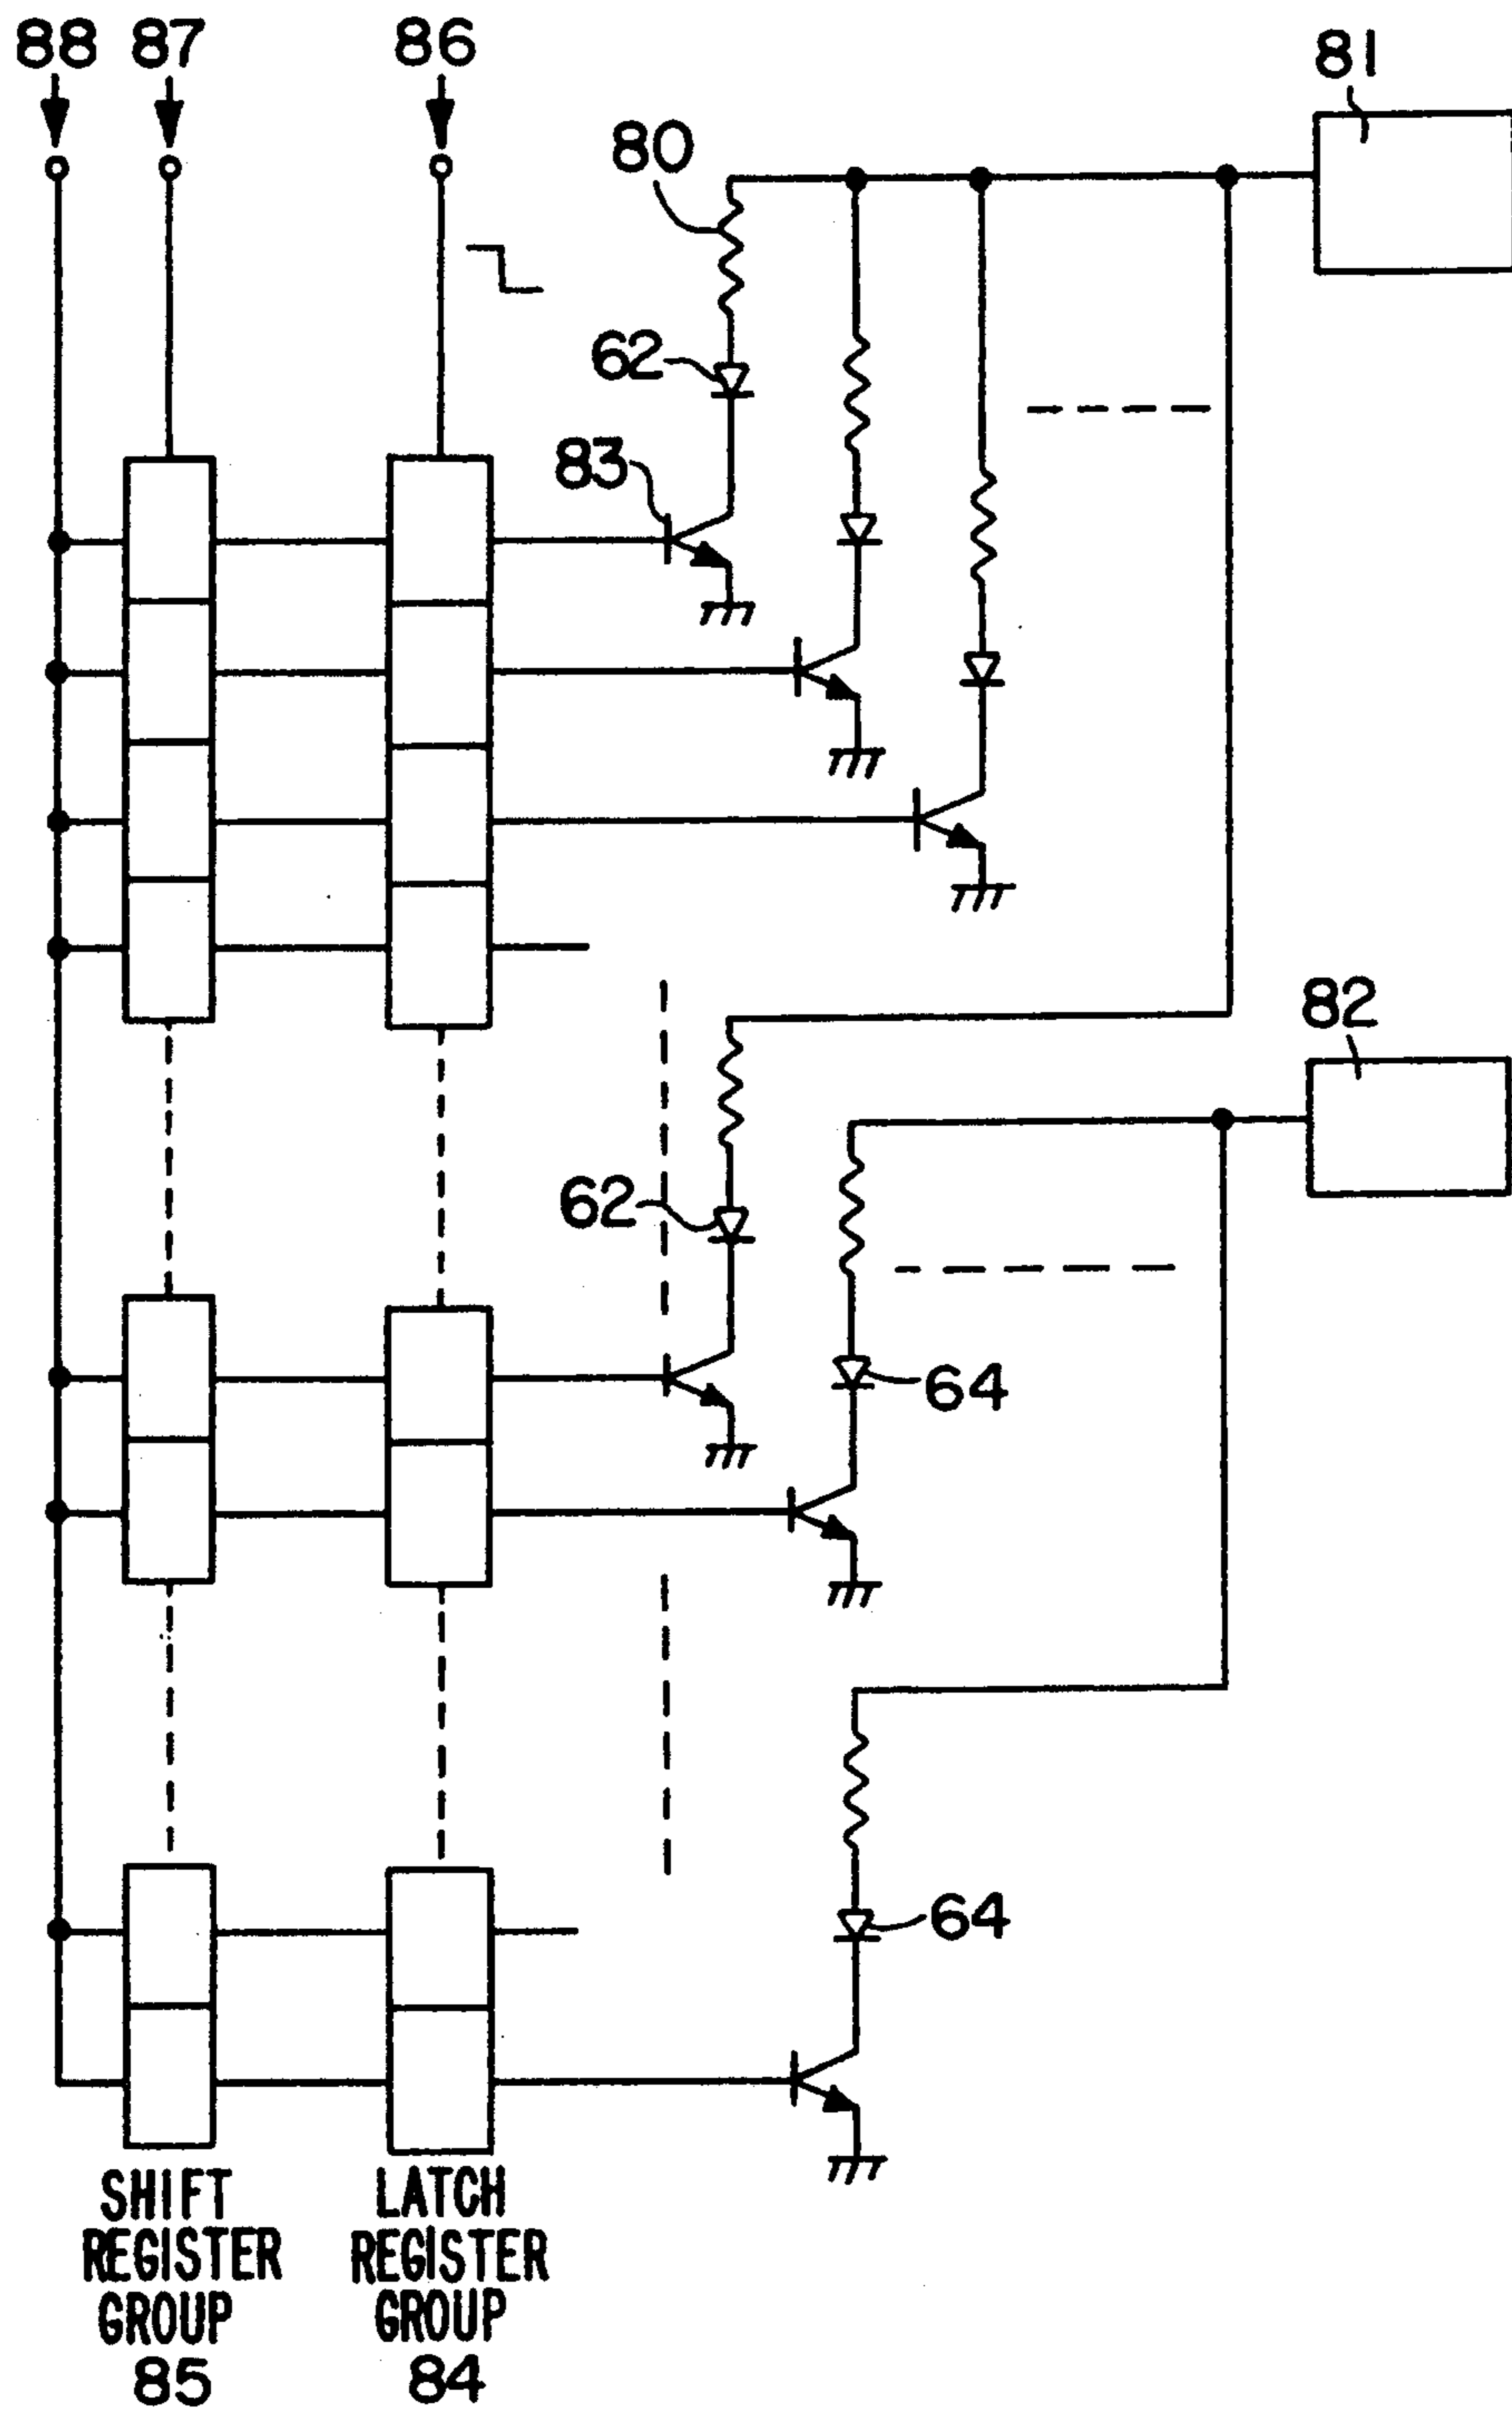 88 87 86
81
80
62
83
82
62
64
64
SHIFT
REGISTER
GROUP
85
LATCH
REGISTER
GROUP
84